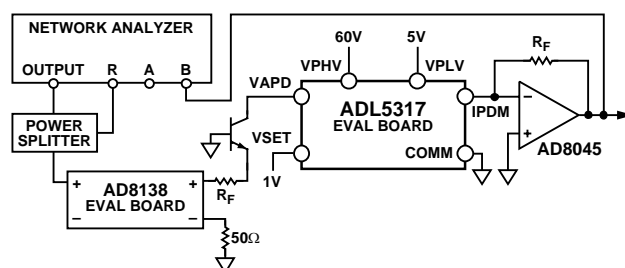 NETWORK ANALYZER
OUTPUT R A B
POWER
SPLITTER
+ AD8138 +
EVAL BOARD
– –
RF
50Ω
VAPD
VSET
1V
60V
5V
VPHV
VPLV
ADL5317
EVAL BOARD
IPDM
COMM
RF
–
+
AD8045